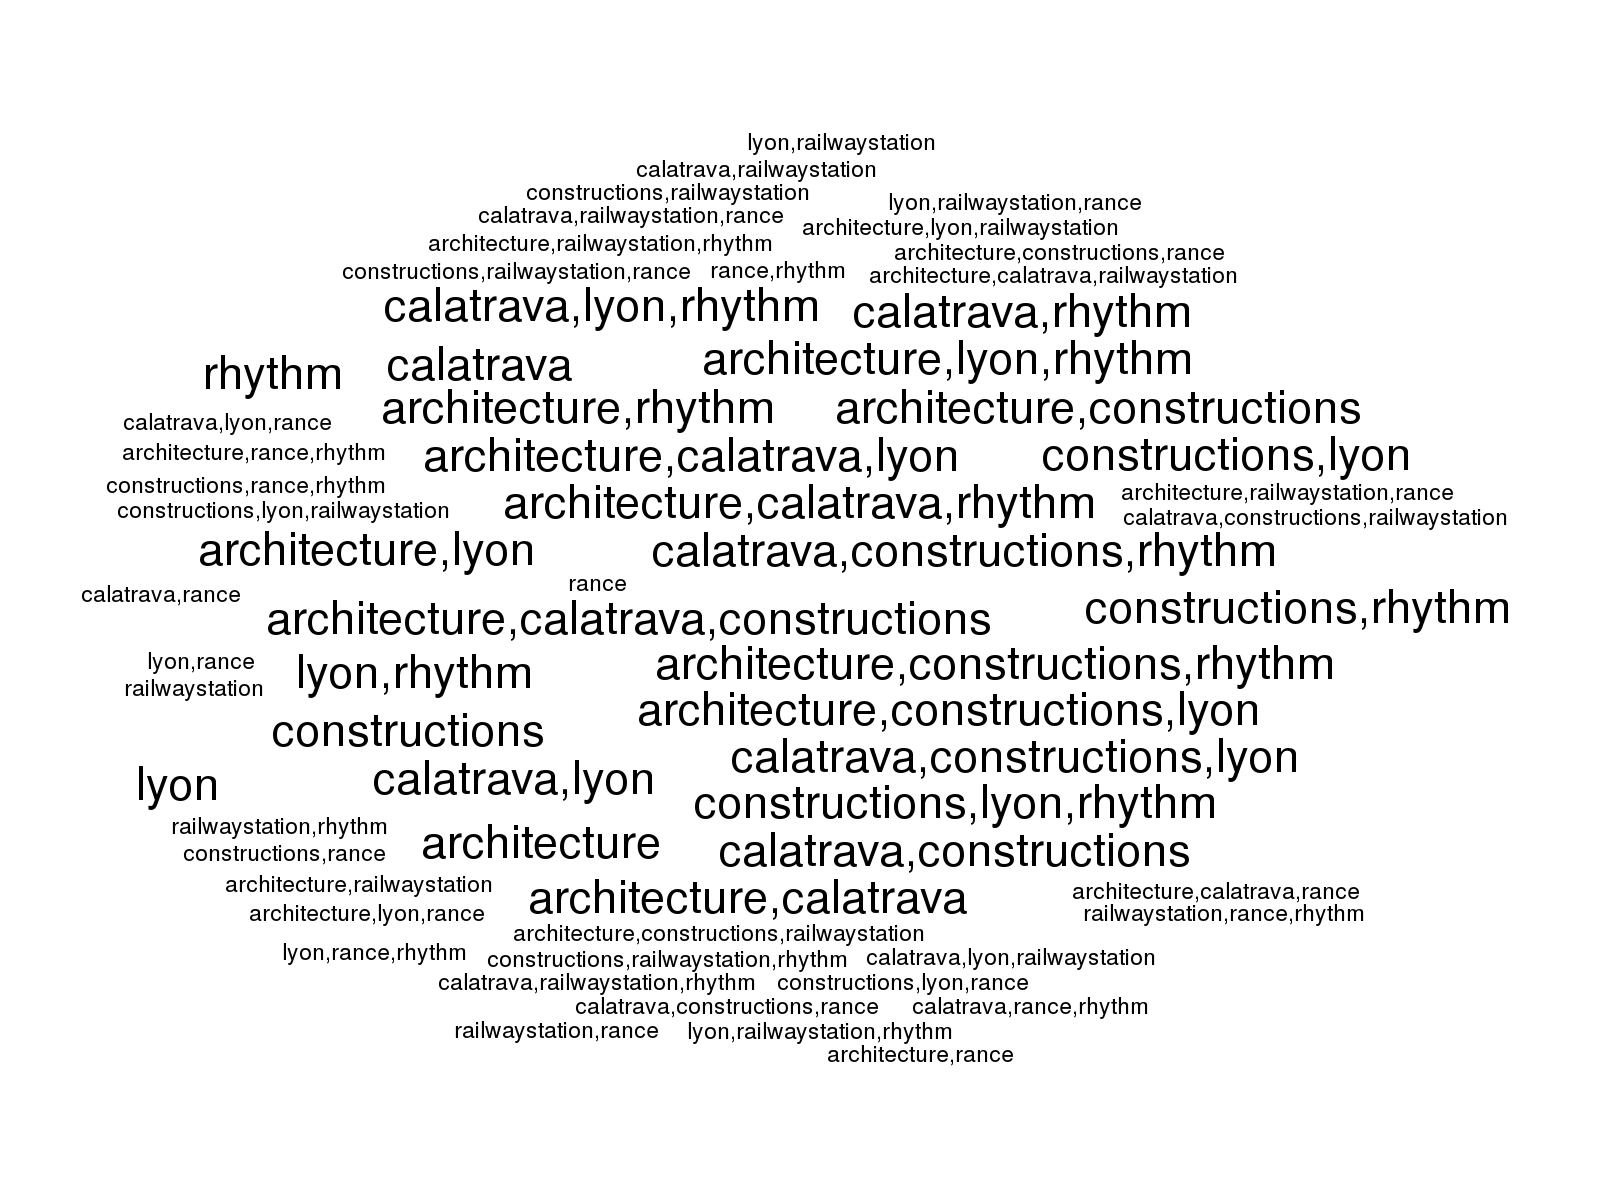 lyon,railwaystation
calatrava,railwaystation
constructions,railwaystation
lyon,railwaystation,rance
calatrava,railwaystation,rance
architecture,lyon,railwaystation
architecture,railwaystation,rhythm
architecture,constructions,rance
constructions,railwaystation,rance
rance,rhythm
architecture,calatrava,railwaystation
calatrava,lyon,rhythm
calatrava,rhythm
architecture,lyon,rhythm
rhythm
calatrava
architecture,rhythm
architecture,constructions
calatrava,lyon,rance
architecture,rance,rhythm
architecture,calatrava,lyon
constructions,lyon
constructions,rance,rhythm
architecture,calatrava,rhythm
architecture,railwaystation,rance
constructions,lyon,railwaystation
calatrava,constructions,railwaystation
architecture,lyon
calatrava,constructions,rhythm
rance
calatrava,rance
architecture,calatrava,constructions
constructions,rhythm
lyon,rance
lyon,rhythm
architecture,constructions,rhythm
railwaystation
architecture,constructions,lyon
constructions
calatrava,constructions,lyon
lyon
calatrava,lyon
constructions,lyon,rhythm
railwaystation,rhythm
architecture
constructions,rance
calatrava,constructions
architecture,railwaystation
architecture,calatrava
architecture,calatrava,rance
architecture,lyon,rance
railwaystation,rance,rhythm
architecture,constructions,railwaystation
lyon,rance,rhythm
constructions,railwaystation,rhythm
calatrava,lyon,railwaystation
calatrava,railwaystation,rhythm
constructions,lyon,rance
calatrava,constructions,rance
calatrava,rance,rhythm
railwaystation,rance
lyon,railwaystation,rhythm
architecture,rance